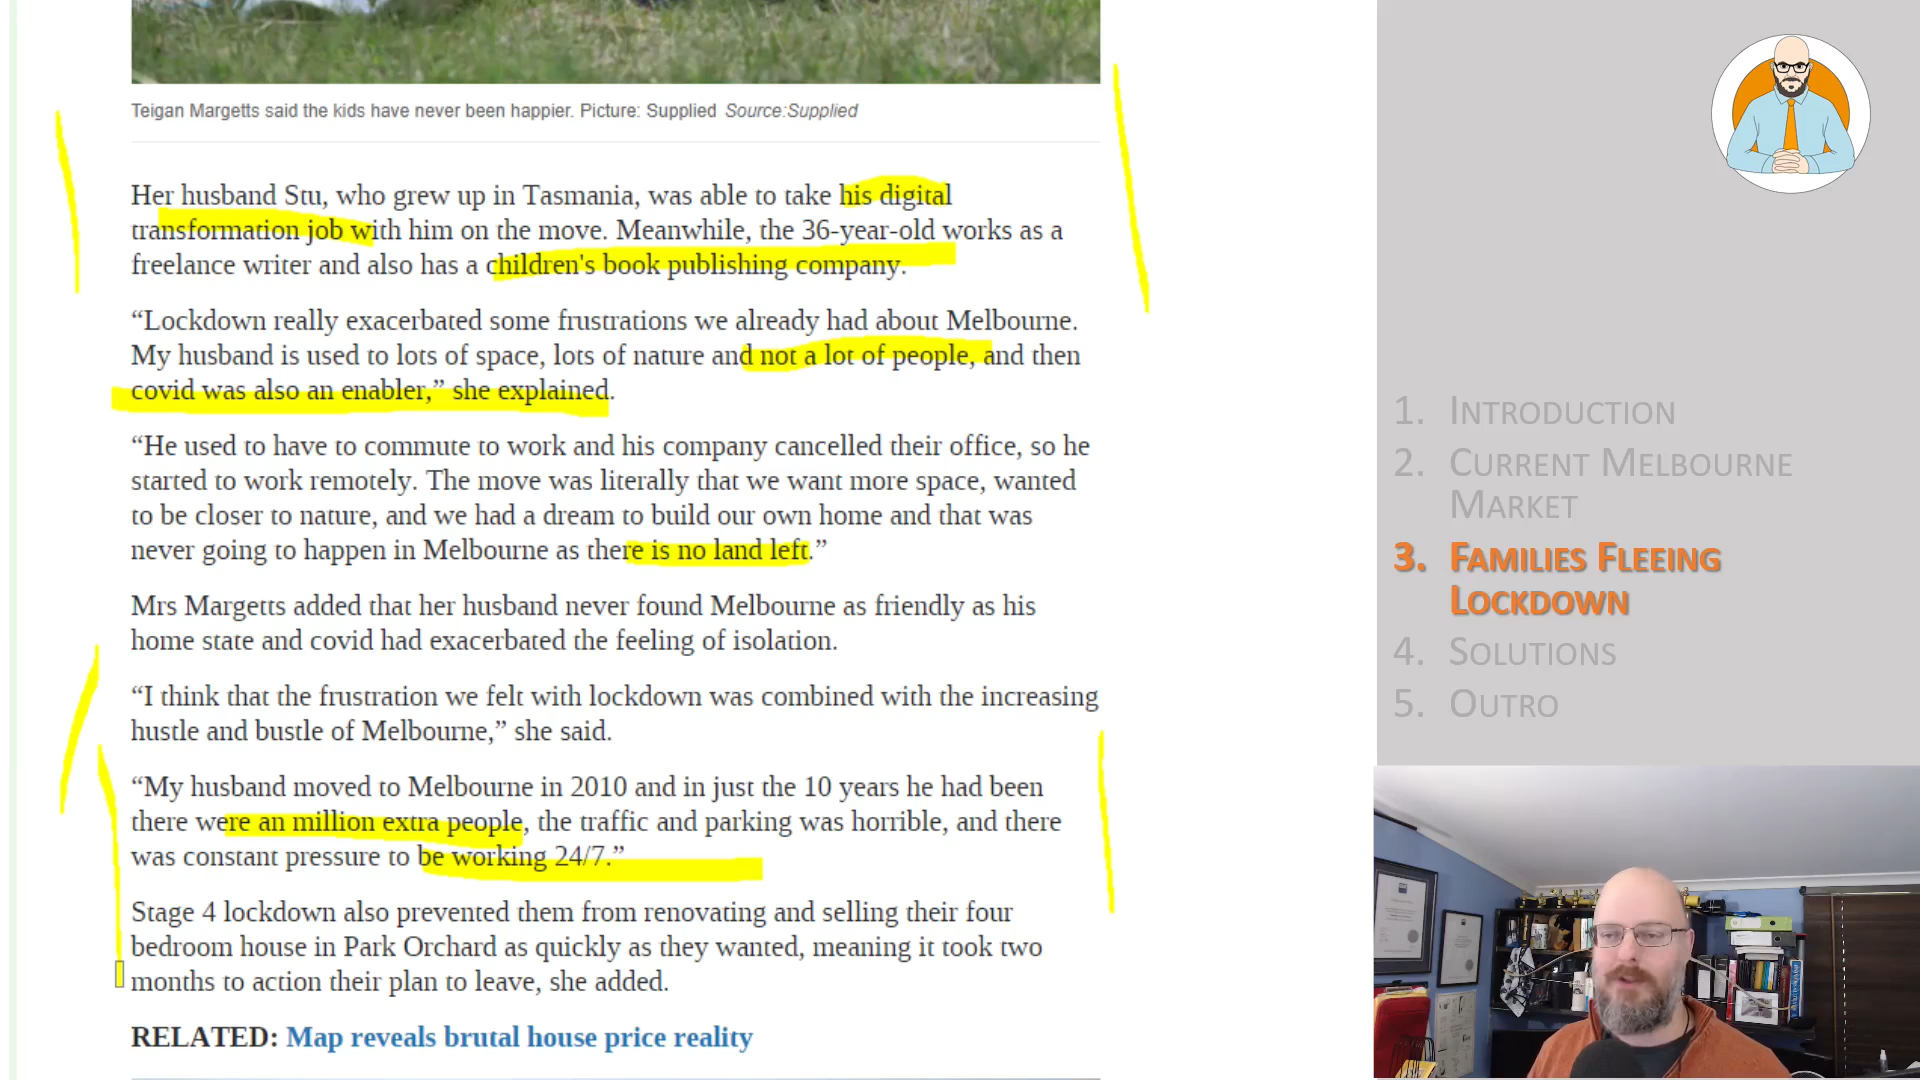 Teigan Margetts said the kids have never been happier. Picture: Supplied Source:Supplied
Her husband Stu, who grew up in Tasmania, was able to take his digital
transformation job with him on the move. Meanwhile, the 36-year-old works as a
freelance writer and also has a children's book publishing company.
“Lockdown really exacerbated some frustrations we already had about Melbourne.
My husband is used to lots of space, lots of nature and not a lot of people, and then
covid was also an enabler,” she explained.
“He used to have to commute to work and his company cancelled their office, so he
started to work remotely. The move was literally that we want more space, wanted
to be closer to nature, and we had a dream to build our own home and that was
never going to happen in Melbourne as there is no land left.”
Mrs Margetts added that her husband never found Melbourne as friendly as his
home state and covid had exacerbated the feeling of isolation.
“I think that the frustration we felt with lockdown was combined with the increasing
hustle and bustle of Melbourne,” she said.
“My husband moved to Melbourne in 2010 and in just the 10 years he had been
there were an million extra people, the traffic and parking was horrible, and there
was constant pressure to be working 24/7.”
Stage 4 lockdown also prevented them from renovating and selling their four
bedroom house in Park Orchard as quickly as they wanted, meaning it took two
months to action their plan to leave, she added.
RELATED: Map reveals brutal house price reality
1. INTRODUCTION
2. CURRENT MELBOURNE
MARKET
3. FAMILIES FLEEING
LOCKDOWN
4. SOLUTIONS
5. OUTRO